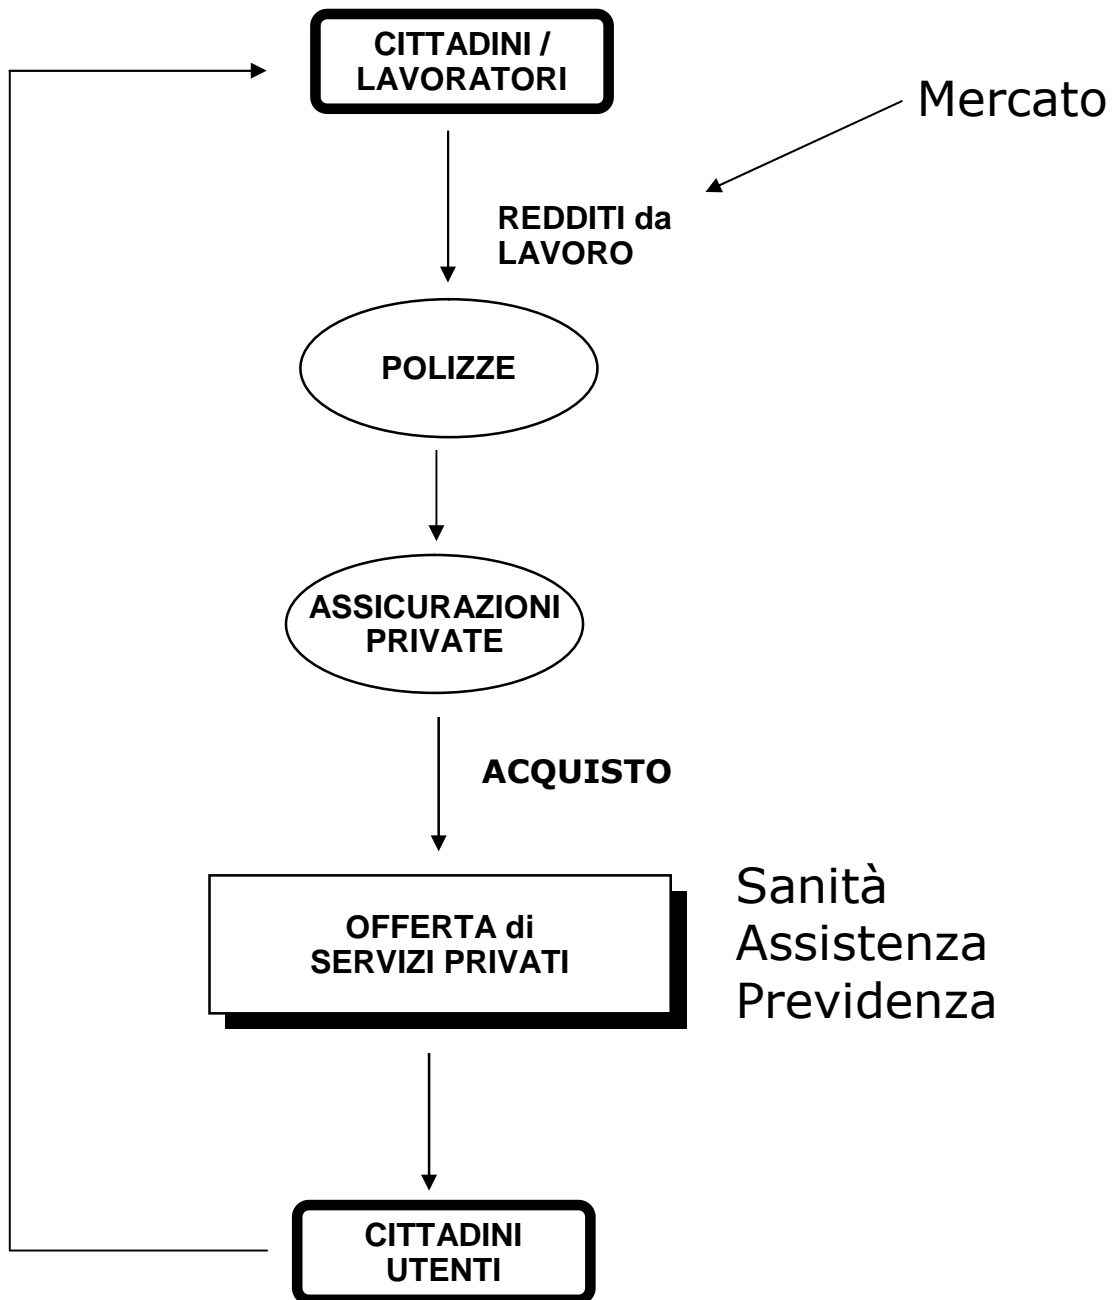 CITTADINI /
LAVORATORI
Mercato
REDDITI da
LAVORO
POLIZZE
ASSICURAZIONI
PRIVATE
ACQUISTO
OFFERTA di
SERVIZI PRIVATI
Sanità
Assistenza
Previdenza
CITTADINI
UTENTI